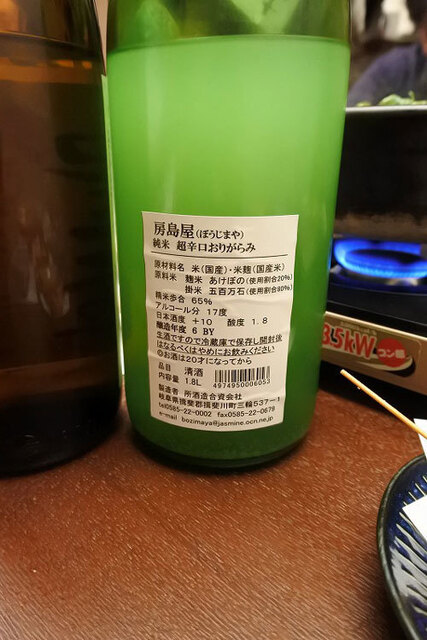 房島屋(ぼうじまや)
純米 超辛口おりがらみ
原材料名 米(国産)・米麹(国産米)
原料米 麹米 あけぼの(使用割合20%)
掛米 五百万石(使用割合80%)
精米歩合 65%
アルコール分 17度
日本酒度 +10 酸度 1.8
醸造年度 6 BY
生酒ですので冷蔵庫で保存し開封後
はなるべくはやめにお飲みください
◎お酒は20才になってから
品目 清酒
内容量 1.8L
4974950006053
製造者 所酒造合資会社
岐阜県揖斐郡揖斐川町三輪537-1
tel0585-22-0002 fax0585-22-0679
e-mail bozimaya@jasmine.ocn.ne.jp
3.5kW
コン郎